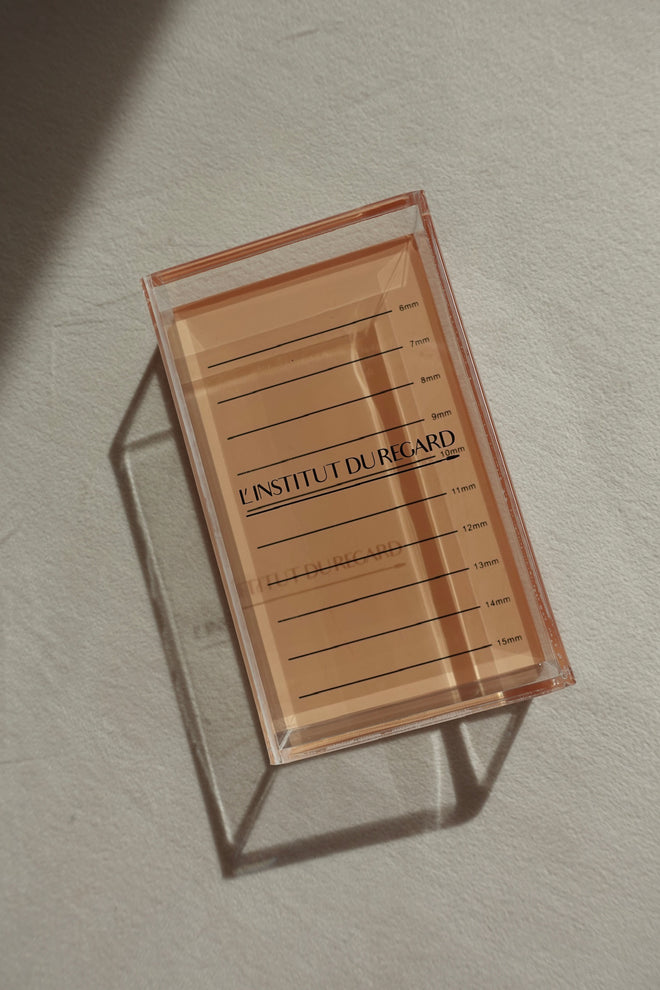 6mm
7mm
8mm
9mm
L'INSTITUT DU REGARD
10mm
11mm
12mm
13mm
14mm
15mm